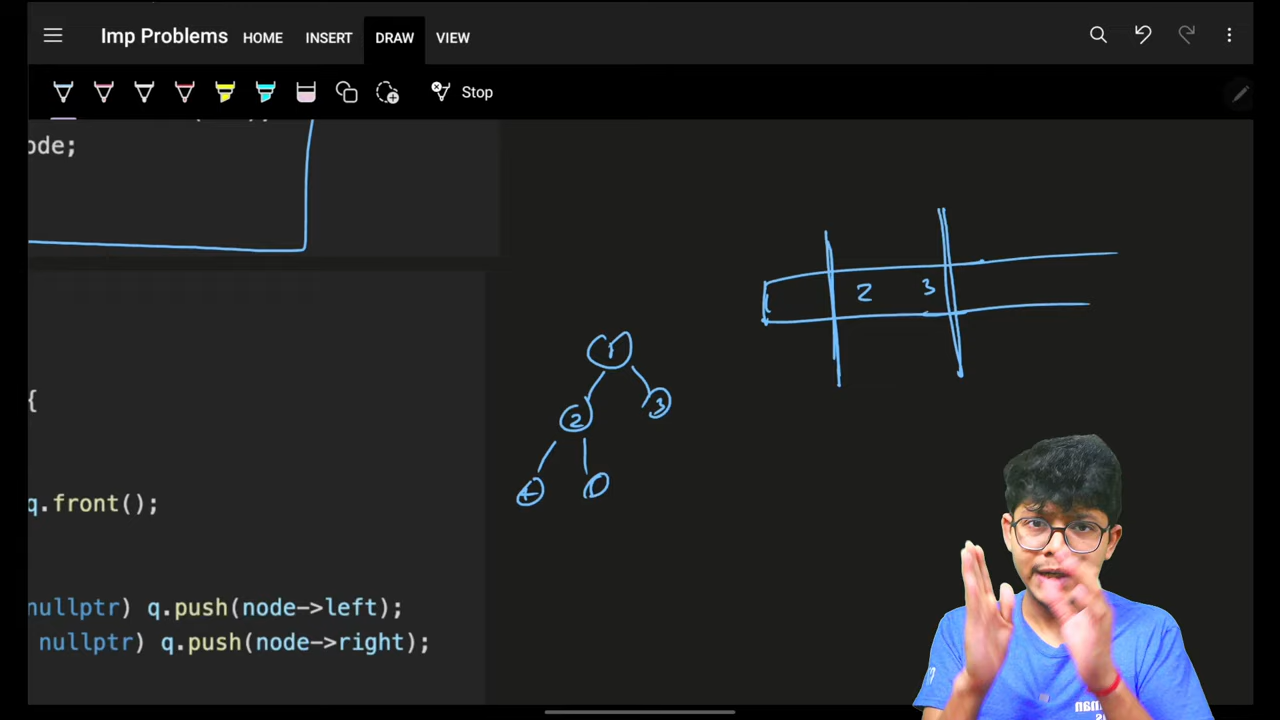 Imp Problems HOME INSERT DRAW VIEW
Stop
ode;
{
q.front();
nullptr) q.push(node->left);
nullptr) q.push(node->right);
2 3
1
2 3
4